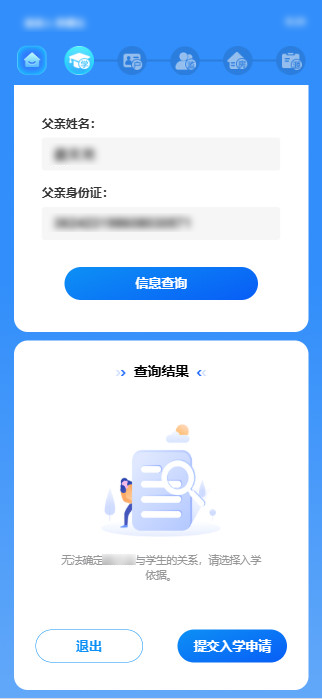 父亲姓名：
父亲身份证：
信息查询
查询结果
无法确定与学生的关系，请选择入学
依据。
退出
提交入学申请